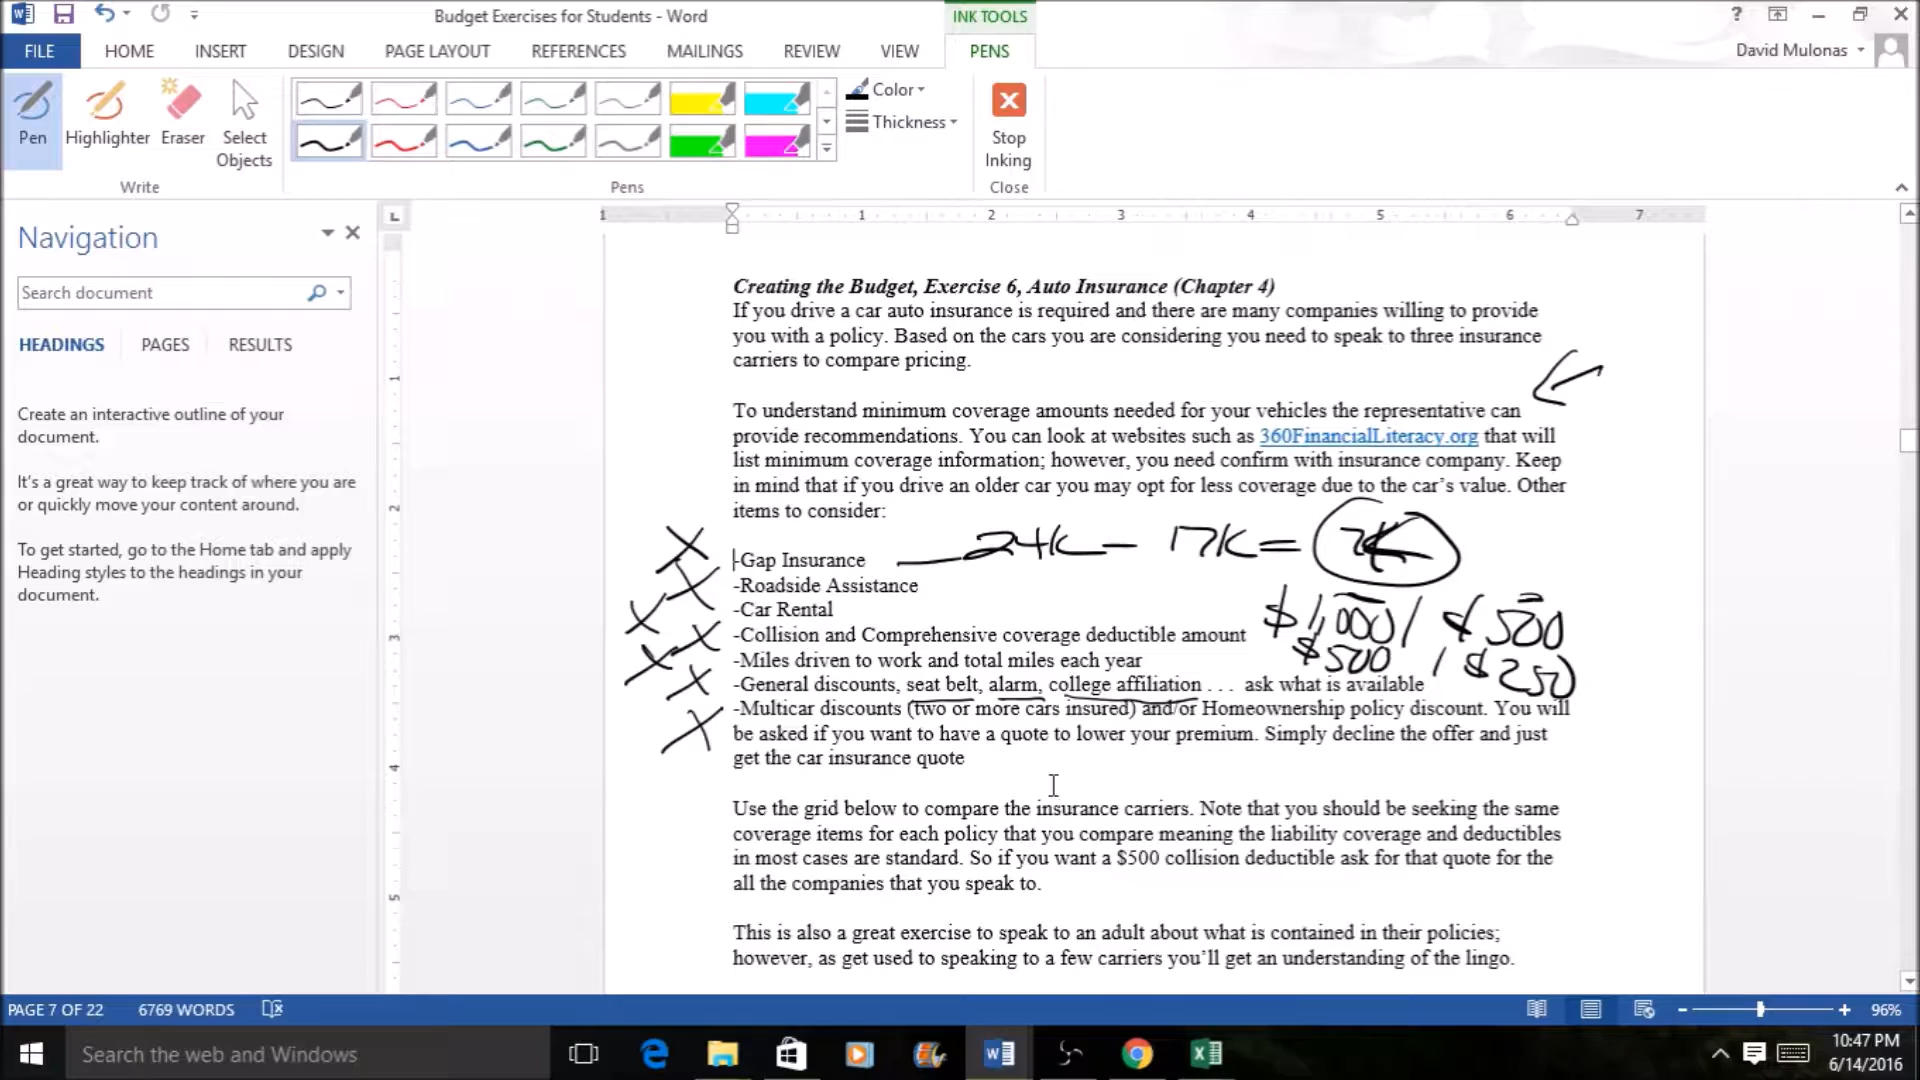 Budget Exercises for Students - Word
INK TOOLS
FILE HOME INSERT DESIGN PAGE LAYOUT REFERENCES MAILINGS REVIEW VIEW PENS
David Mulonas
Pen Highlighter Eraser Select Objects
Color
Thickness
Stop Inking
Write Pens Close
Navigation
Search document
HEADINGS PAGES RESULTS
Create an interactive outline of your
document.
It's a great way to keep track of where you are
or quickly move your content around.
To get started, go to the Home tab and apply
Heading styles to the headings in your
document.
L
1 1 2 3 4 5 6 7
1
2
3
4
5
Creating the Budget, Exercise 6, Auto Insurance (Chapter 4)
If you drive a car auto insurance is required and there are many companies willing to provide
you with a policy. Based on the cars you are considering you need to speak to three insurance
carriers to compare pricing.
To understand minimum coverage amounts needed for your vehicles the representative can
provide recommendations. You can look at websites such as 360FinancialLiteracy.org that will
list minimum coverage information; however, you need confirm with insurance company. Keep
in mind that if you drive an older car you may opt for less coverage due to the car's value. Other
items to consider:
X -Gap Insurance 24K - 17K = 7K
X -Roadside Assistance
X -Car Rental $1,000 / $500
X -Collision and Comprehensive coverage deductible amount
X -Miles driven to work and total miles each year $500 / $250
X -General discounts, seat belt, alarm, college affiliation . . . ask what is available
X -Multicar discounts (two or more cars insured) and/or Homeownership policy discount. You will
be asked if you want to have a quote to lower your premium. Simply decline the offer and just
get the car insurance quote
Use the grid below to compare the insurance carriers. Note that you should be seeking the same
coverage items for each policy that you compare meaning the liability coverage and deductibles
in most cases are standard. So if you want a $500 collision deductible ask for that quote for the
all the companies that you speak to.
This is also a great exercise to speak to an adult about what is contained in their policies;
however, as get used to speaking to a few carriers you'll get an understanding of the lingo.
PAGE 7 OF 22 6769 WORDS 96%
Search the web and Windows
10:47 PM
6/14/2016